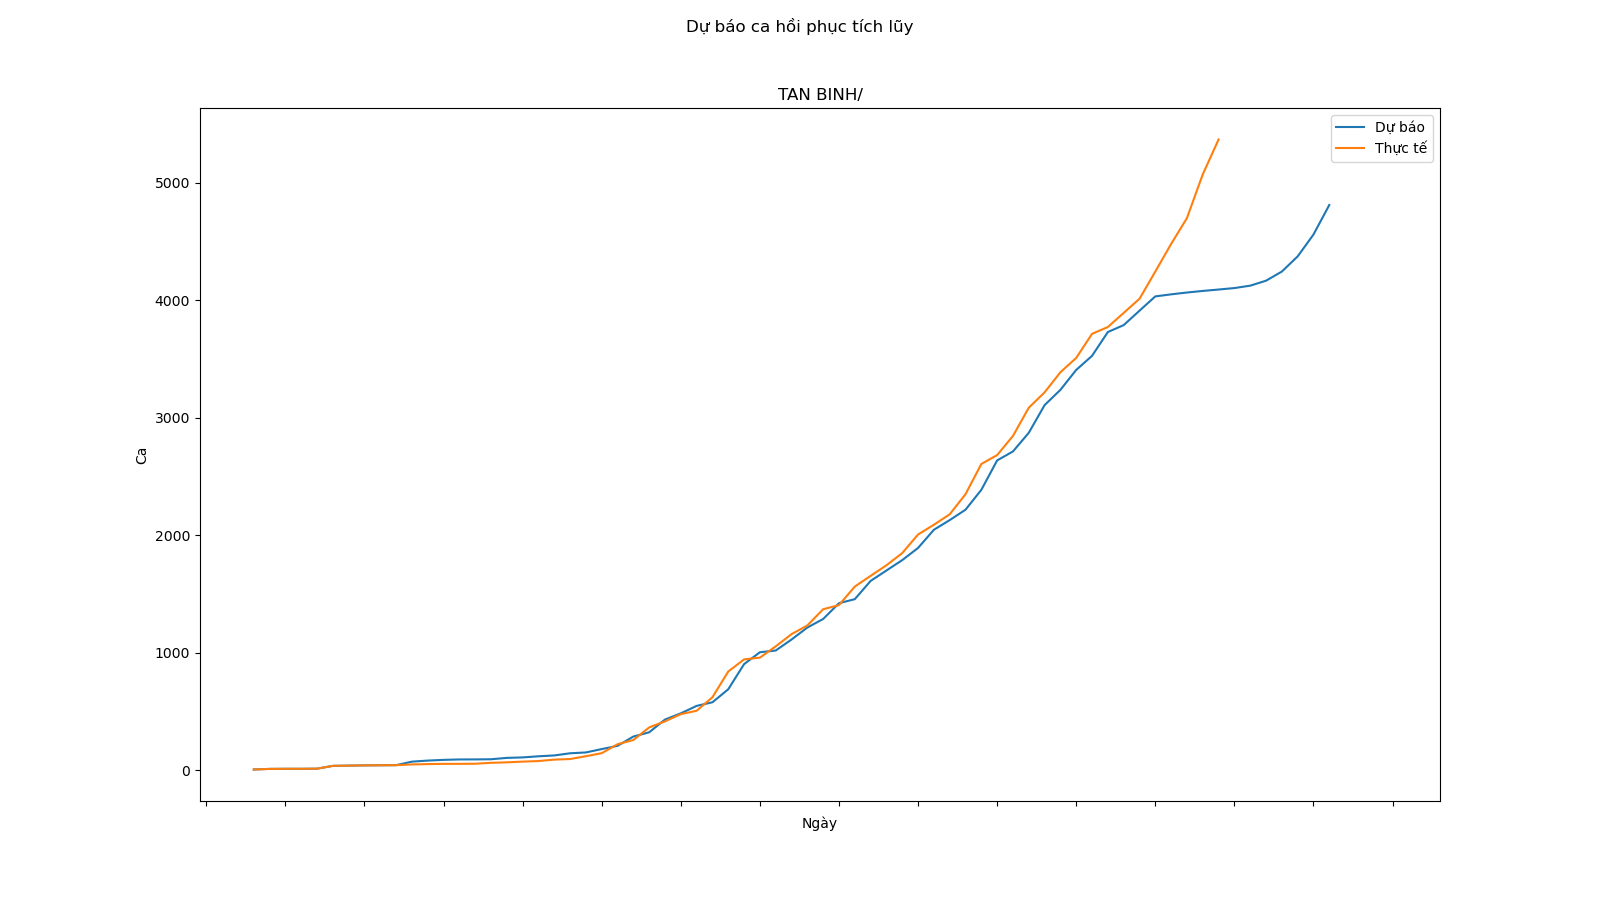 Dự báo ca hồi phục tích lũy
TAN BINH/
Dự báo
Thực tế
5000
4000
3000
2000
1000
0
Ca
Ngày